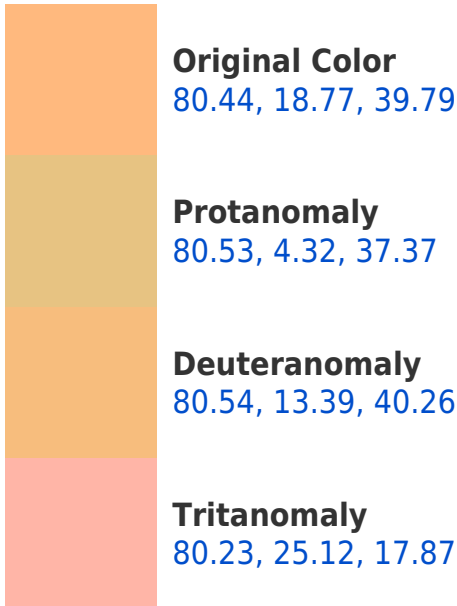 Original Color
80.44, 18.77, 39.79
Protanomaly
80.53, 4.32, 37.37
Deuteranomaly
80.54, 13.39, 40.26
Tritanomaly
80.23, 25.12, 17.87